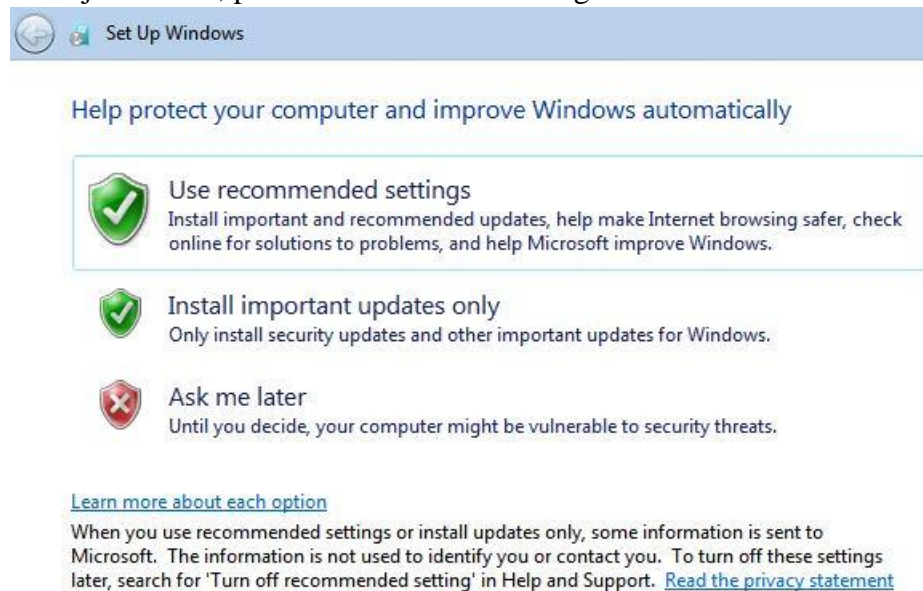 Set Up Windows
Help protect your computer and improve Windows automatically
Use recommended settings
Install important and recommended updates, help make Internet browsing safer, check
online for solutions to problems, and help Microsoft improve Windows.
Install important updates only
Only install security updates and other important updates for Windows.
Ask me later
Until you decide, your computer might be vulnerable to security threats.
Learn more about each option
When you use recommended settings or install updates only, some information is sent to
Microsoft. The information is not used to identify you or contact you. To turn off these settings
later, search for 'Turn off recommended setting' in Help and Support. Read the privacy statement